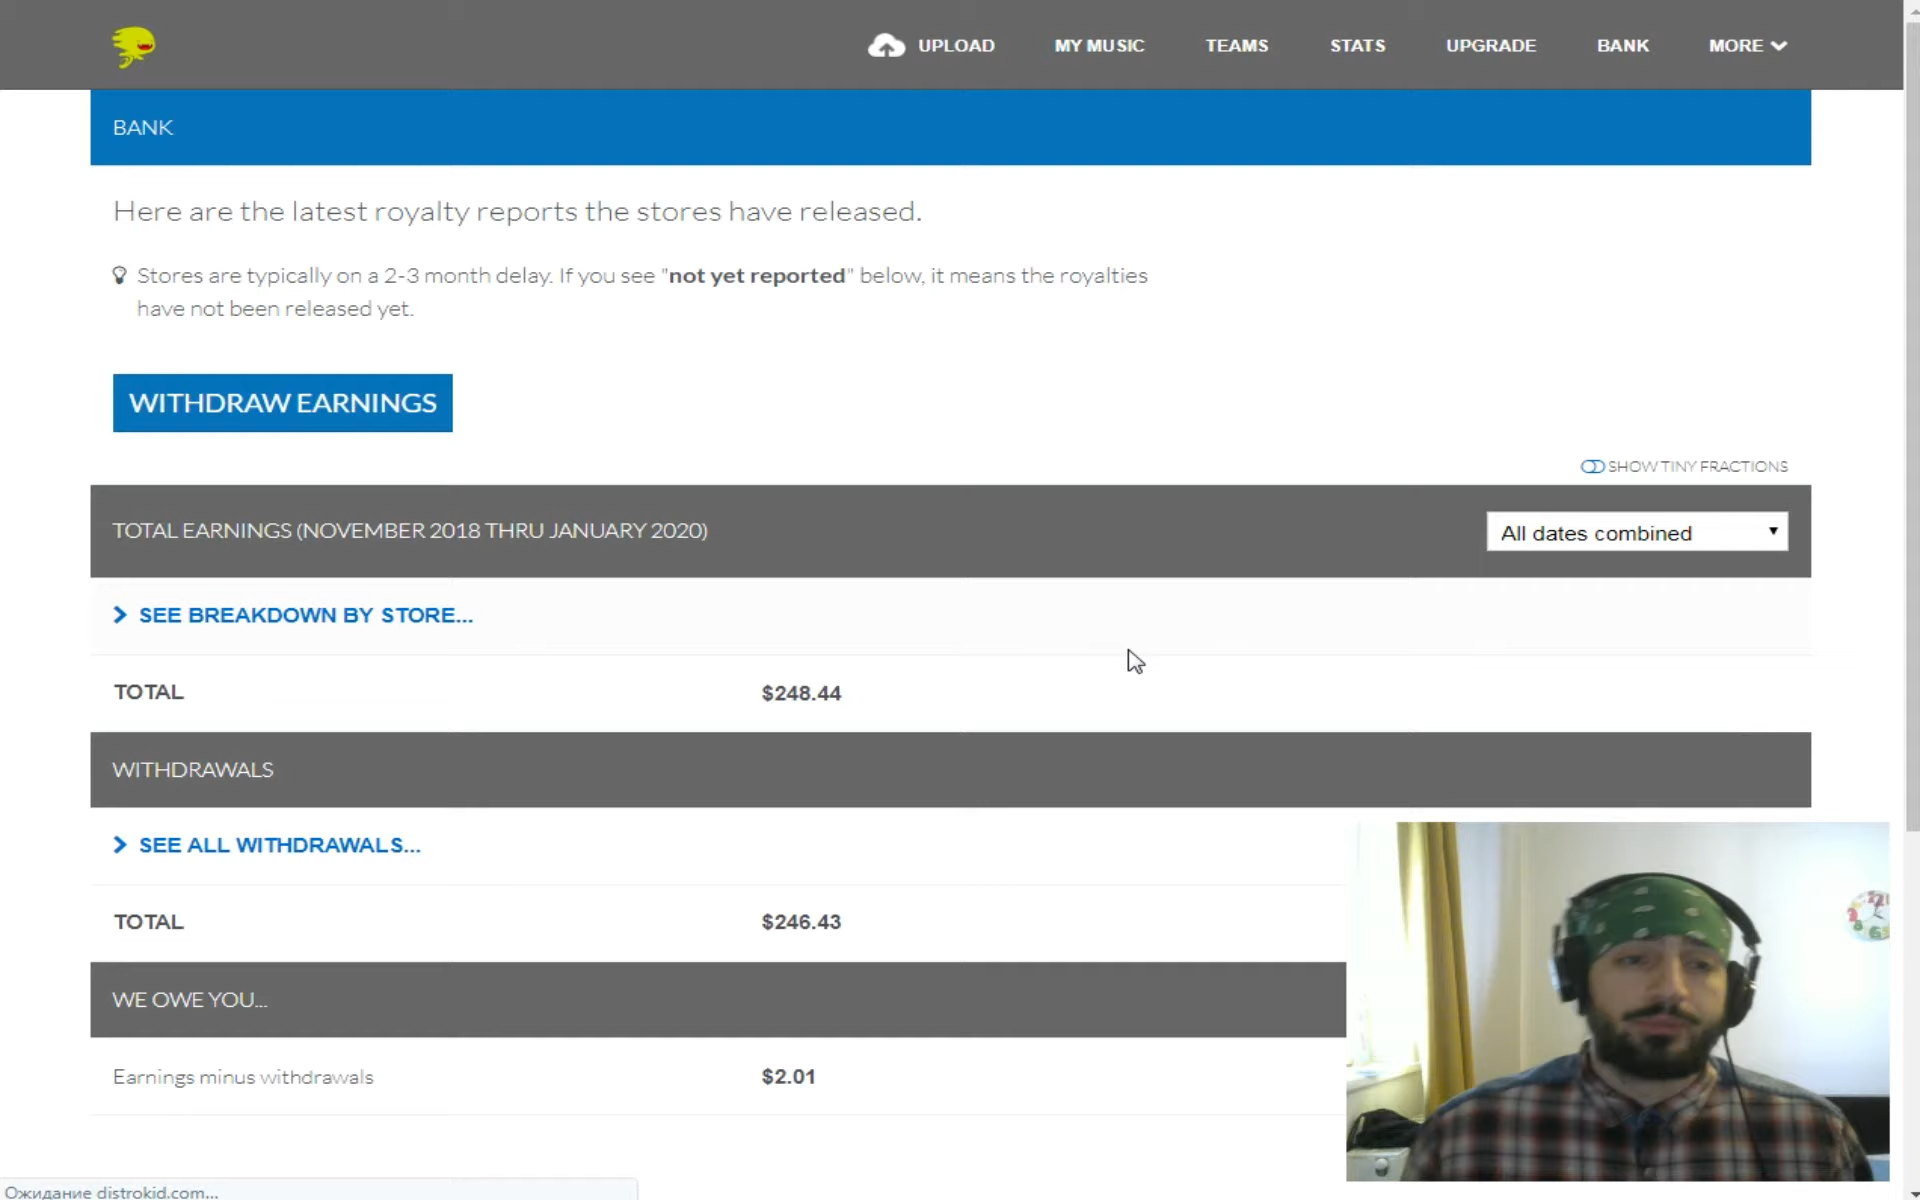 UPLOAD MY MUSIC TEAMS STATS UPGRADE BANK MORE
BANK
Here are the latest royalty reports the stores have released.
Stores are typically on a 2-3 month delay. If you see "not yet reported" below, it means the royalties
have not been released yet.
WITHDRAW EARNINGS
SHOW TINY FRACTIONS
TOTAL EARNINGS (NOVEMBER 2018 THRU JANUARY 2020) All dates combined
SEE BREAKDOWN BY STORE...
TOTAL $248.44
WITHDRAWALS
SEE ALL WITHDRAWALS...
TOTAL $246.43
WE OWE YOU...
Earnings minus withdrawals $2.01
Ожидание distrokid.com...